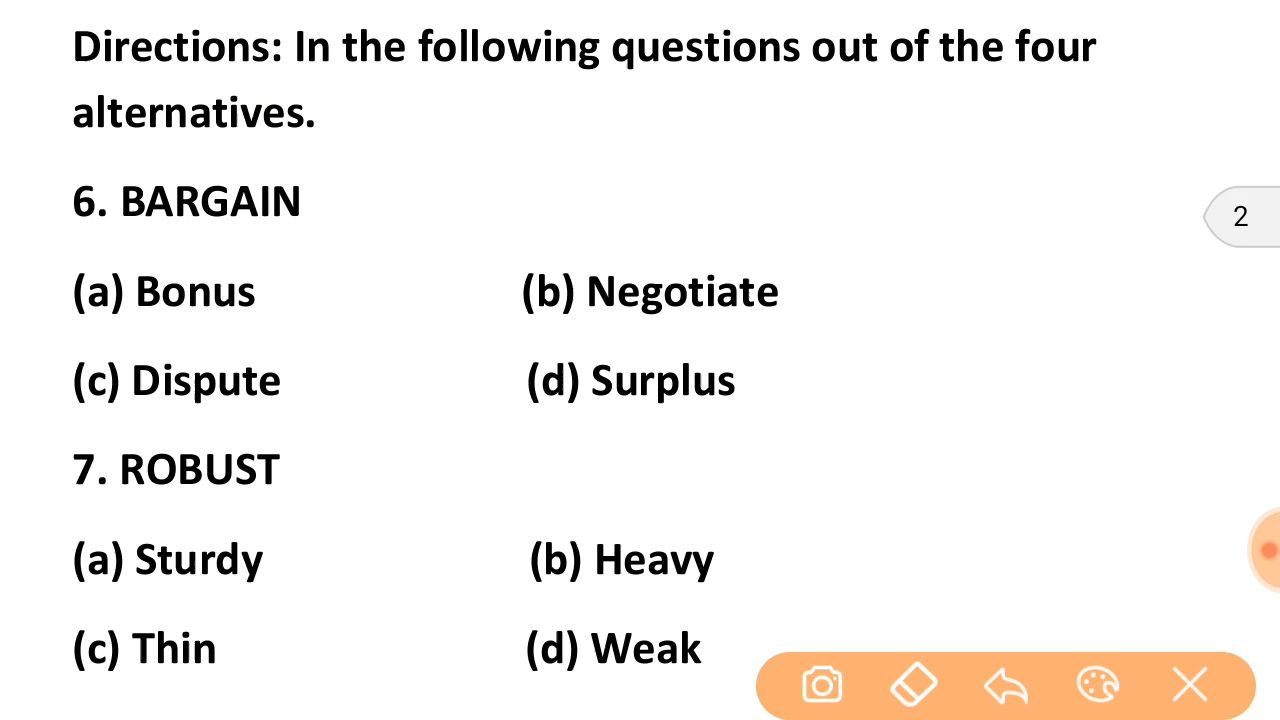 Directions: In the following questions out of the four
alternatives.
6. BARGAIN
2
(a) Bonus (b) Negotiate
(c) Dispute (d) Surplus
7. ROBUST
(a) Sturdy (b) Heavy
(c) Thin (d) Weak